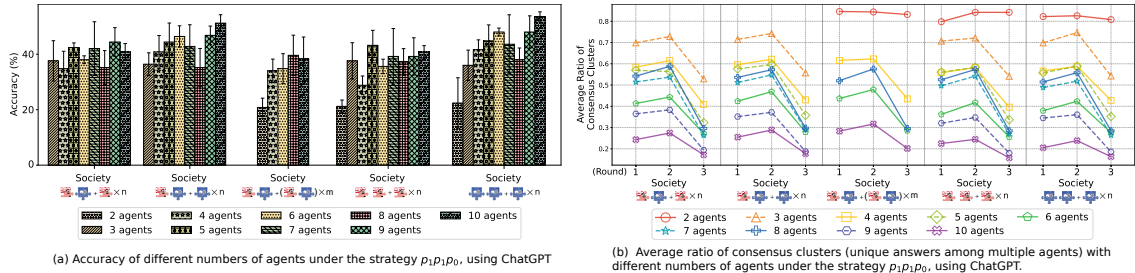 Accuracy (%)
40
20
0
Society
Society
Society
Society
Society
+ ×n
+ ×n
+( )×m
+ ×n
+ ×n
2 agents
4 agents
6 agents
8 agents
10 agents
3 agents
5 agents
7 agents
9 agents
(a) Accuracy of different numbers of agents under the strategy p₁p₁p₀, using ChatGPT
Average Ratio of
Consensus Clusters
0.8
0.7
0.6
0.5
0.4
0.3
0.2
(Round) 1 2 3 1 2 3 1 2 3 1 2 3 1 2 3
Society
Society
Society
Society
Society
+ ×n
+ ×n
+( )×m
+ ×n
+ ×n
2 agents
3 agents
4 agents
5 agents
6 agents
7 agents
8 agents
9 agents
10 agents
(b) Average ratio of consensus clusters (unique answers among multiple agents) with
different numbers of agents under the strategy p₁p₁p₀, using ChatGPT.